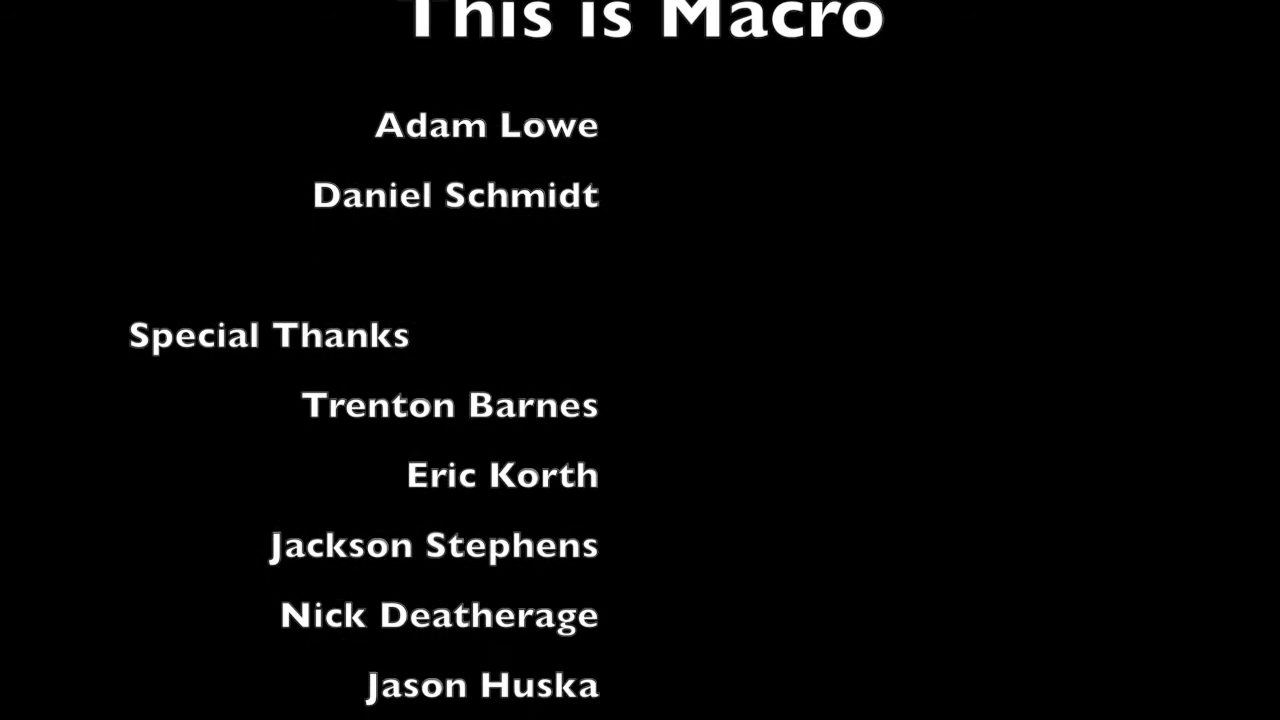 This is Macro
Adam Lowe
Daniel Schmidt
Special Thanks
Trenton Barnes
Eric Korth
Jackson Stephens
Nick Deatherage
Jason Huska